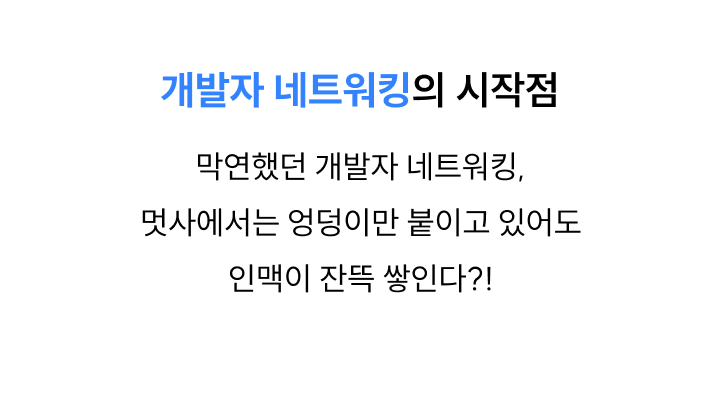 개발자 네트워킹의 시작점
막연했던 개발자 네트워킹,
멋사에서는 엉덩이만 붙이고 있어도
인맥이 잔뜩 쌓인다?!